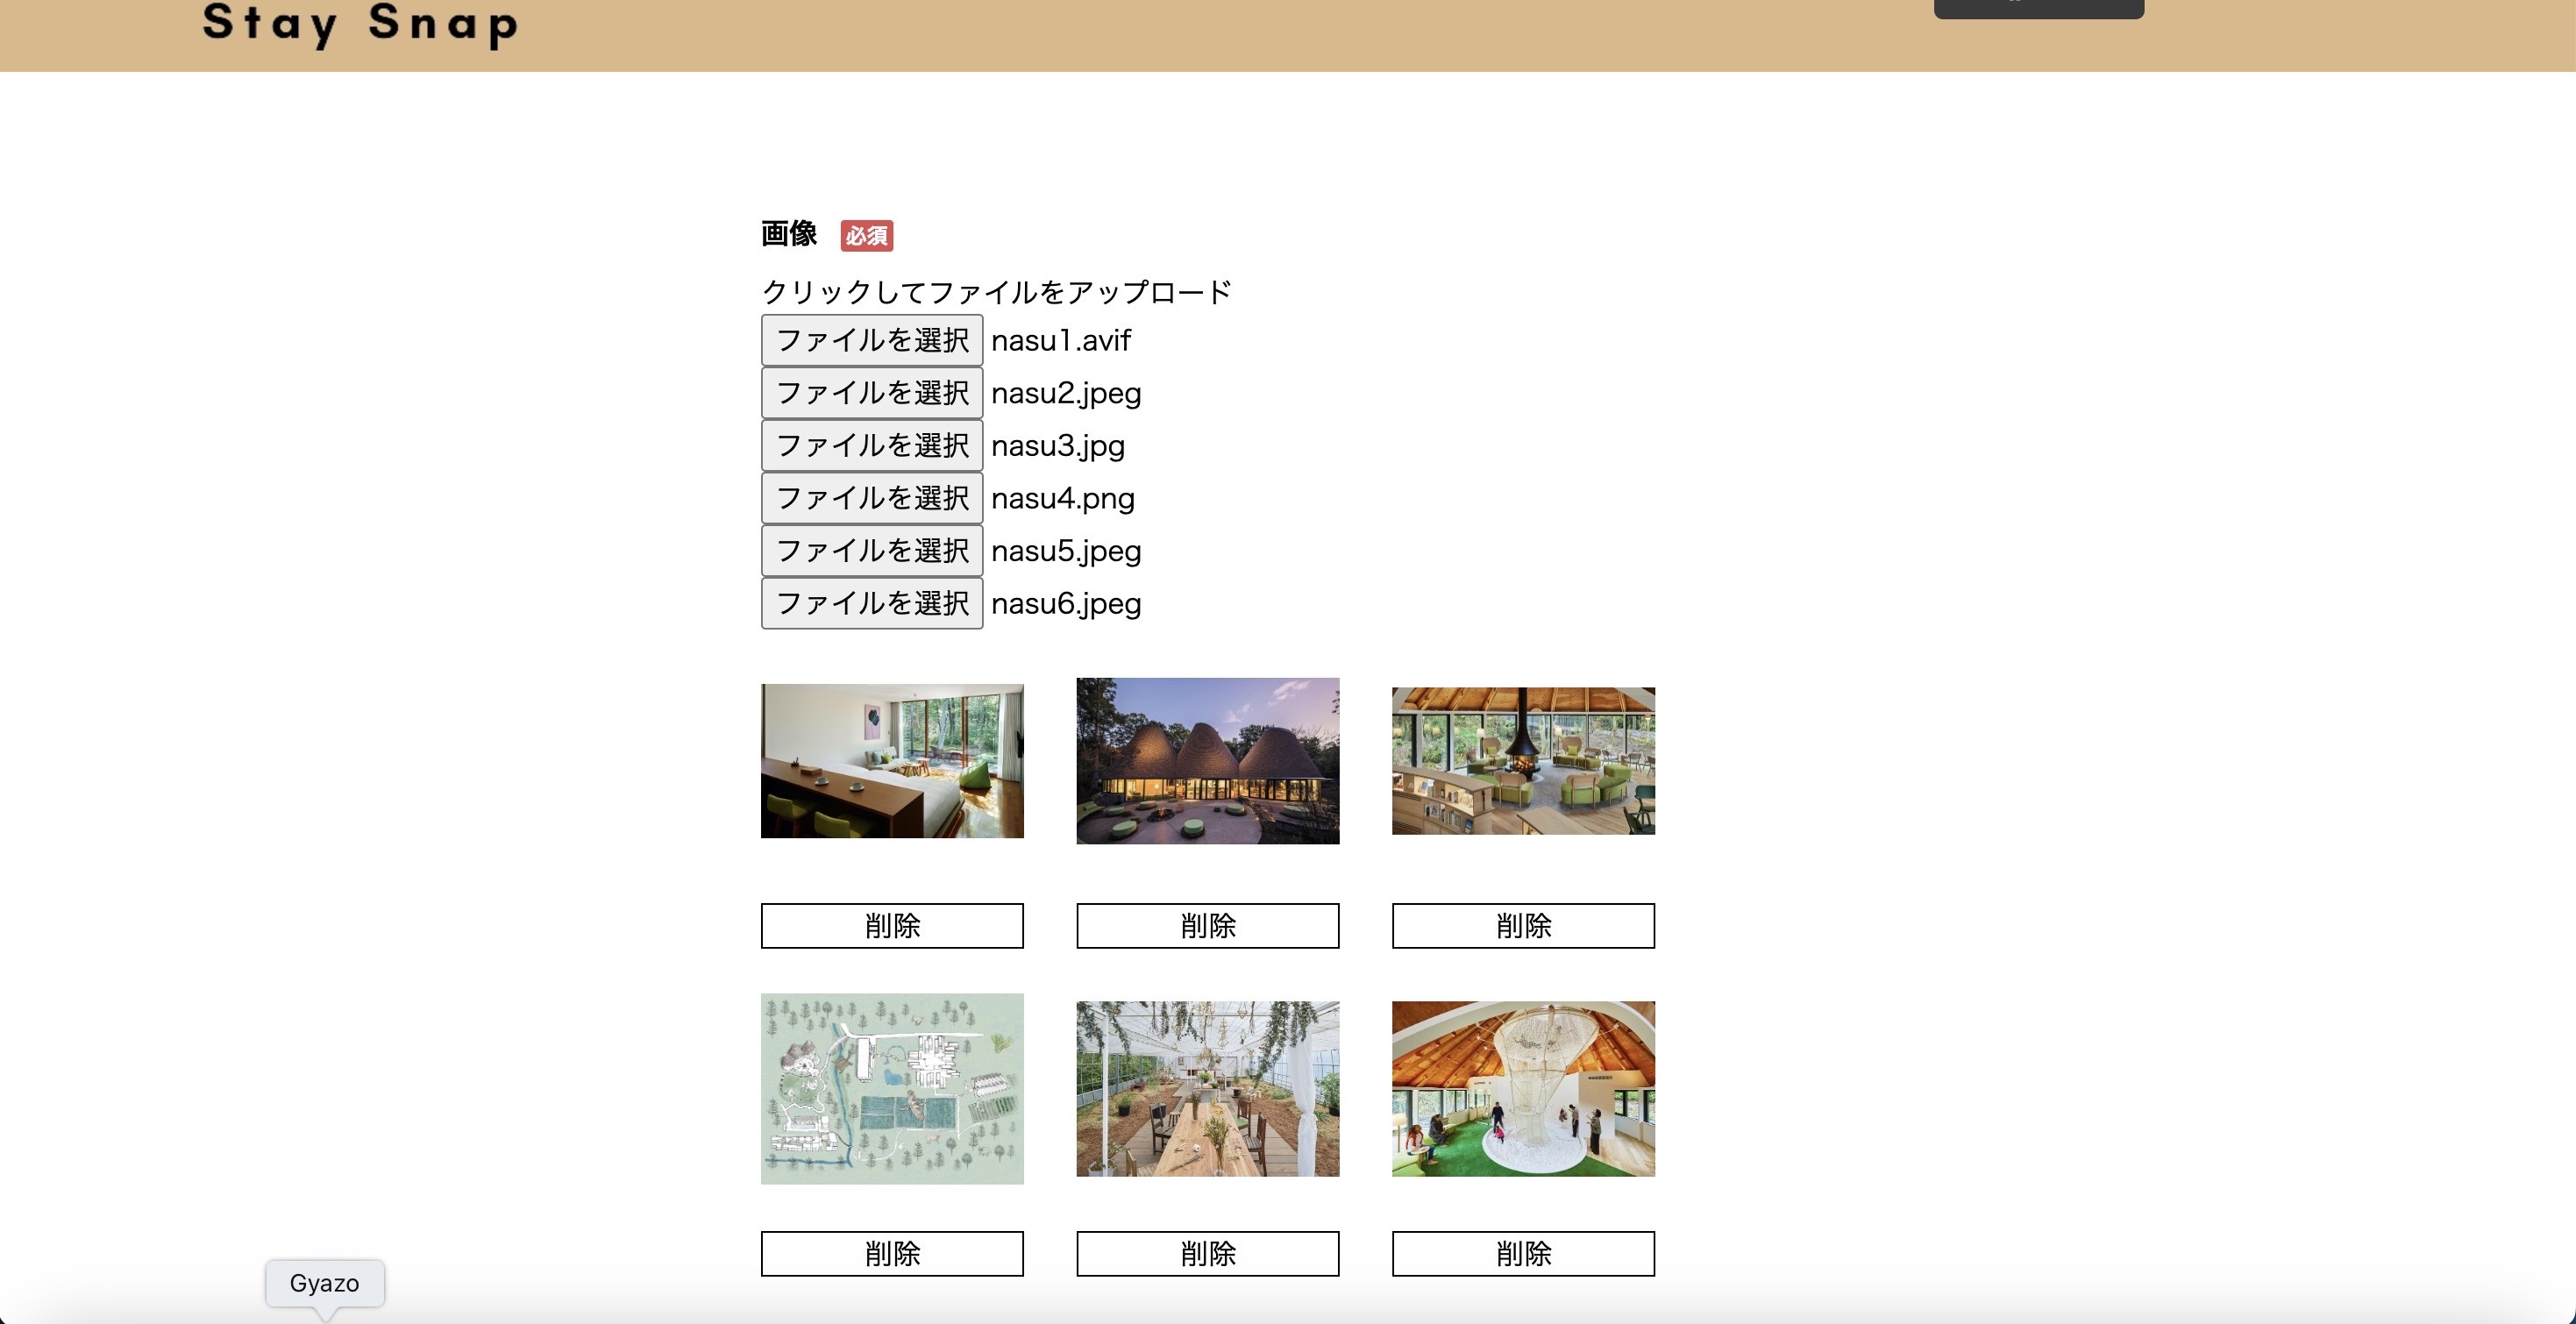 Stay Snap
画像 必須
クリックしてファイルをアップロード
ファイルを選択 nasu1.avif
ファイルを選択 nasu2.jpeg
ファイルを選択 nasu3.jpg
ファイルを選択 nasu4.png
ファイルを選択 nasu5.jpeg
ファイルを選択 nasu6.jpeg
削除 削除 削除
削除 削除 削除
Gyazo